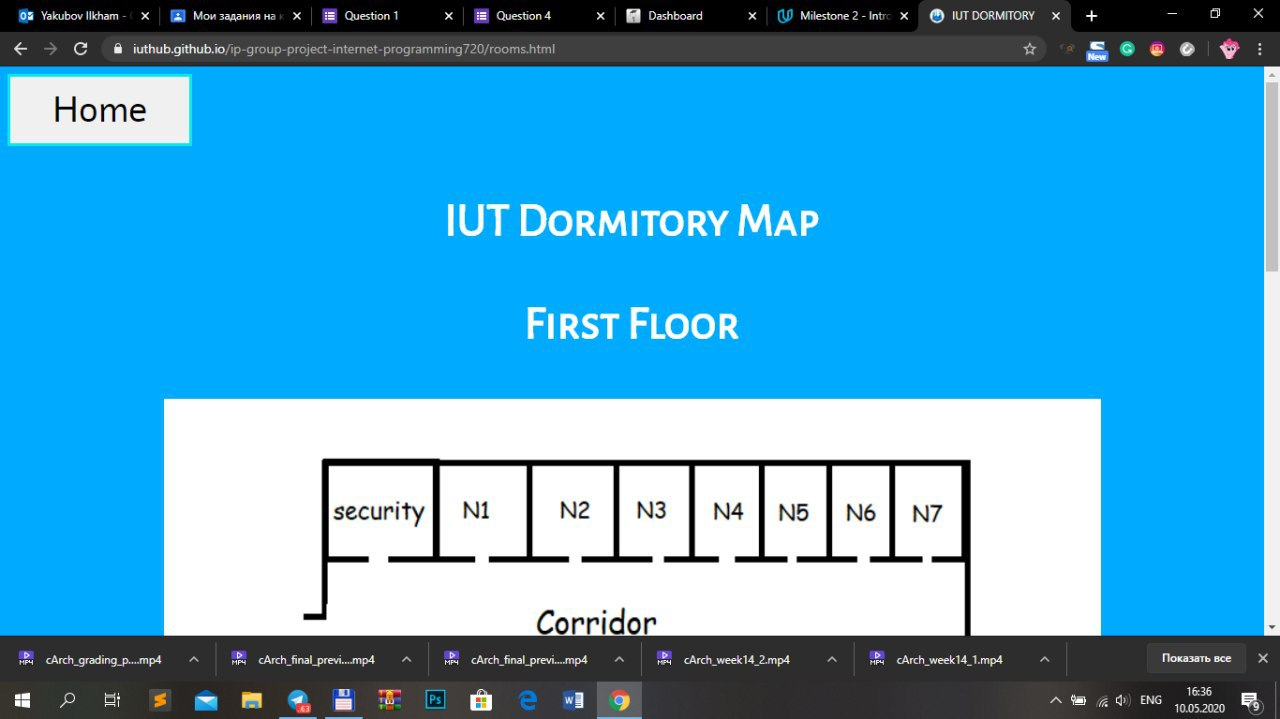 Yakubov Ilkham -
Мои задания на к
Question 1
Question 4
Dashboard
Milestone 2 - Intro
IUT DORMITORY
iuthub.github.io/ip-group-project-internet-programming720/rooms.html
New
Home
IUT Dormitory Map
First Floor
security N1 N2 N3 N4 N5 N6 N7
Corridor
cArch_grading_p....mp4
cArch_final_previ....mp4
cArch_final_previ....mp4
cArch_week14_2.mp4
cArch_week14_1.mp4
Показать все
ENG
16:36
10.05.2020